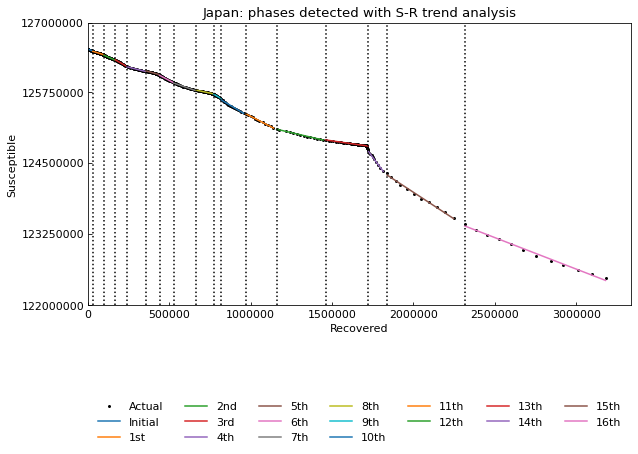 Japan: phases detected with S-R trend analysis
127000000
125750000
124500000
123250000
122000000
Susceptible
0 500000 1000000 1500000 2000000 2500000 3000000
Recovered
Actual 2nd 5th 8th 11th 13th 15th
Initial 3rd 6th 9th 12th 14th 16th
1st 4th 7th 10th